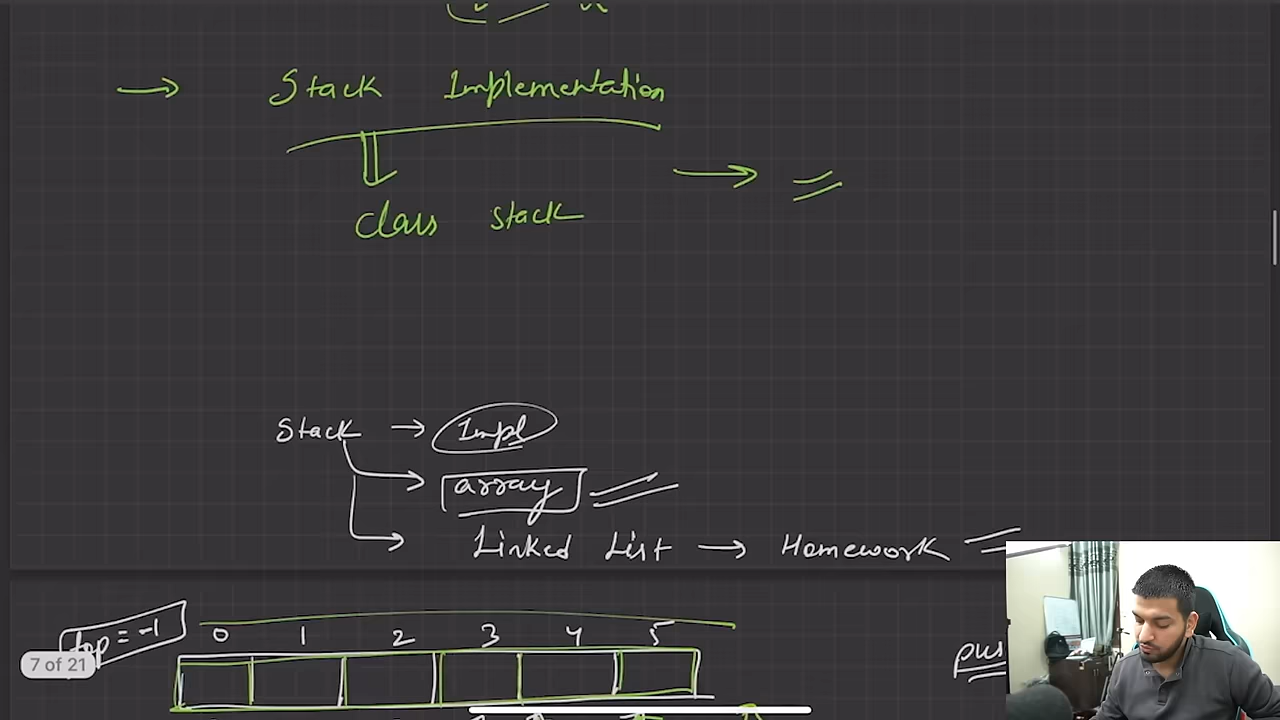 → Stack Implementation
Class Stack
Stack → Impl
array
Linked List → Homework
top = -1
0 1 2 3 4 5
7 of 21